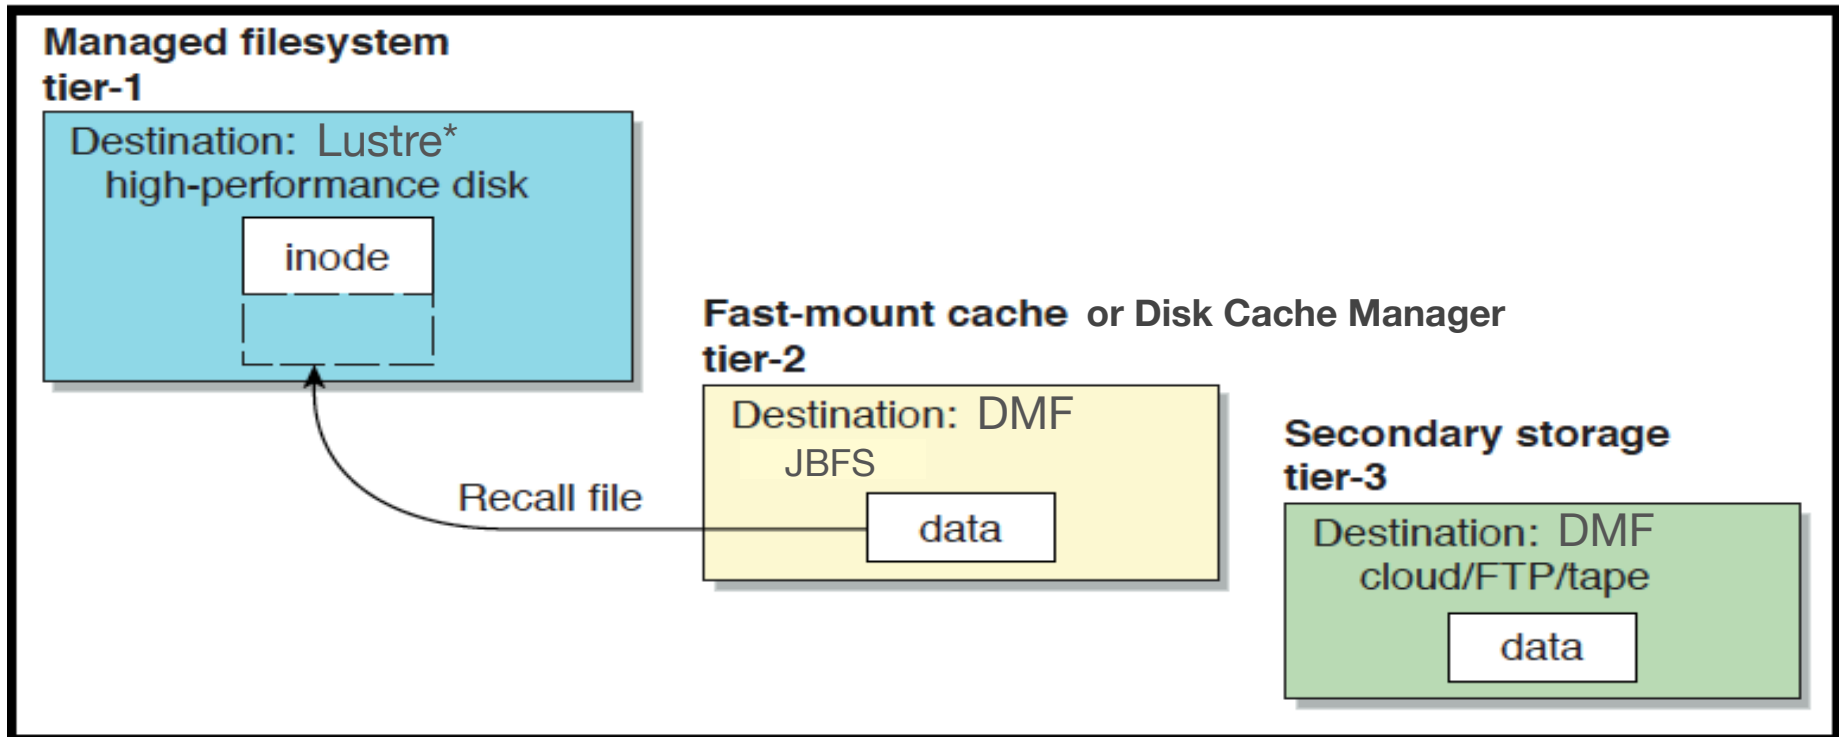 Managed filesystem
tier-1
Destination: Lustre*
high-performance disk
inode
Fast-mount cache or Disk Cache Manager
tier-2
Destination: DMF
JBFS
data
Recall file
Secondary storage
tier-3
Destination: DMF
cloud/FTP/tape
data